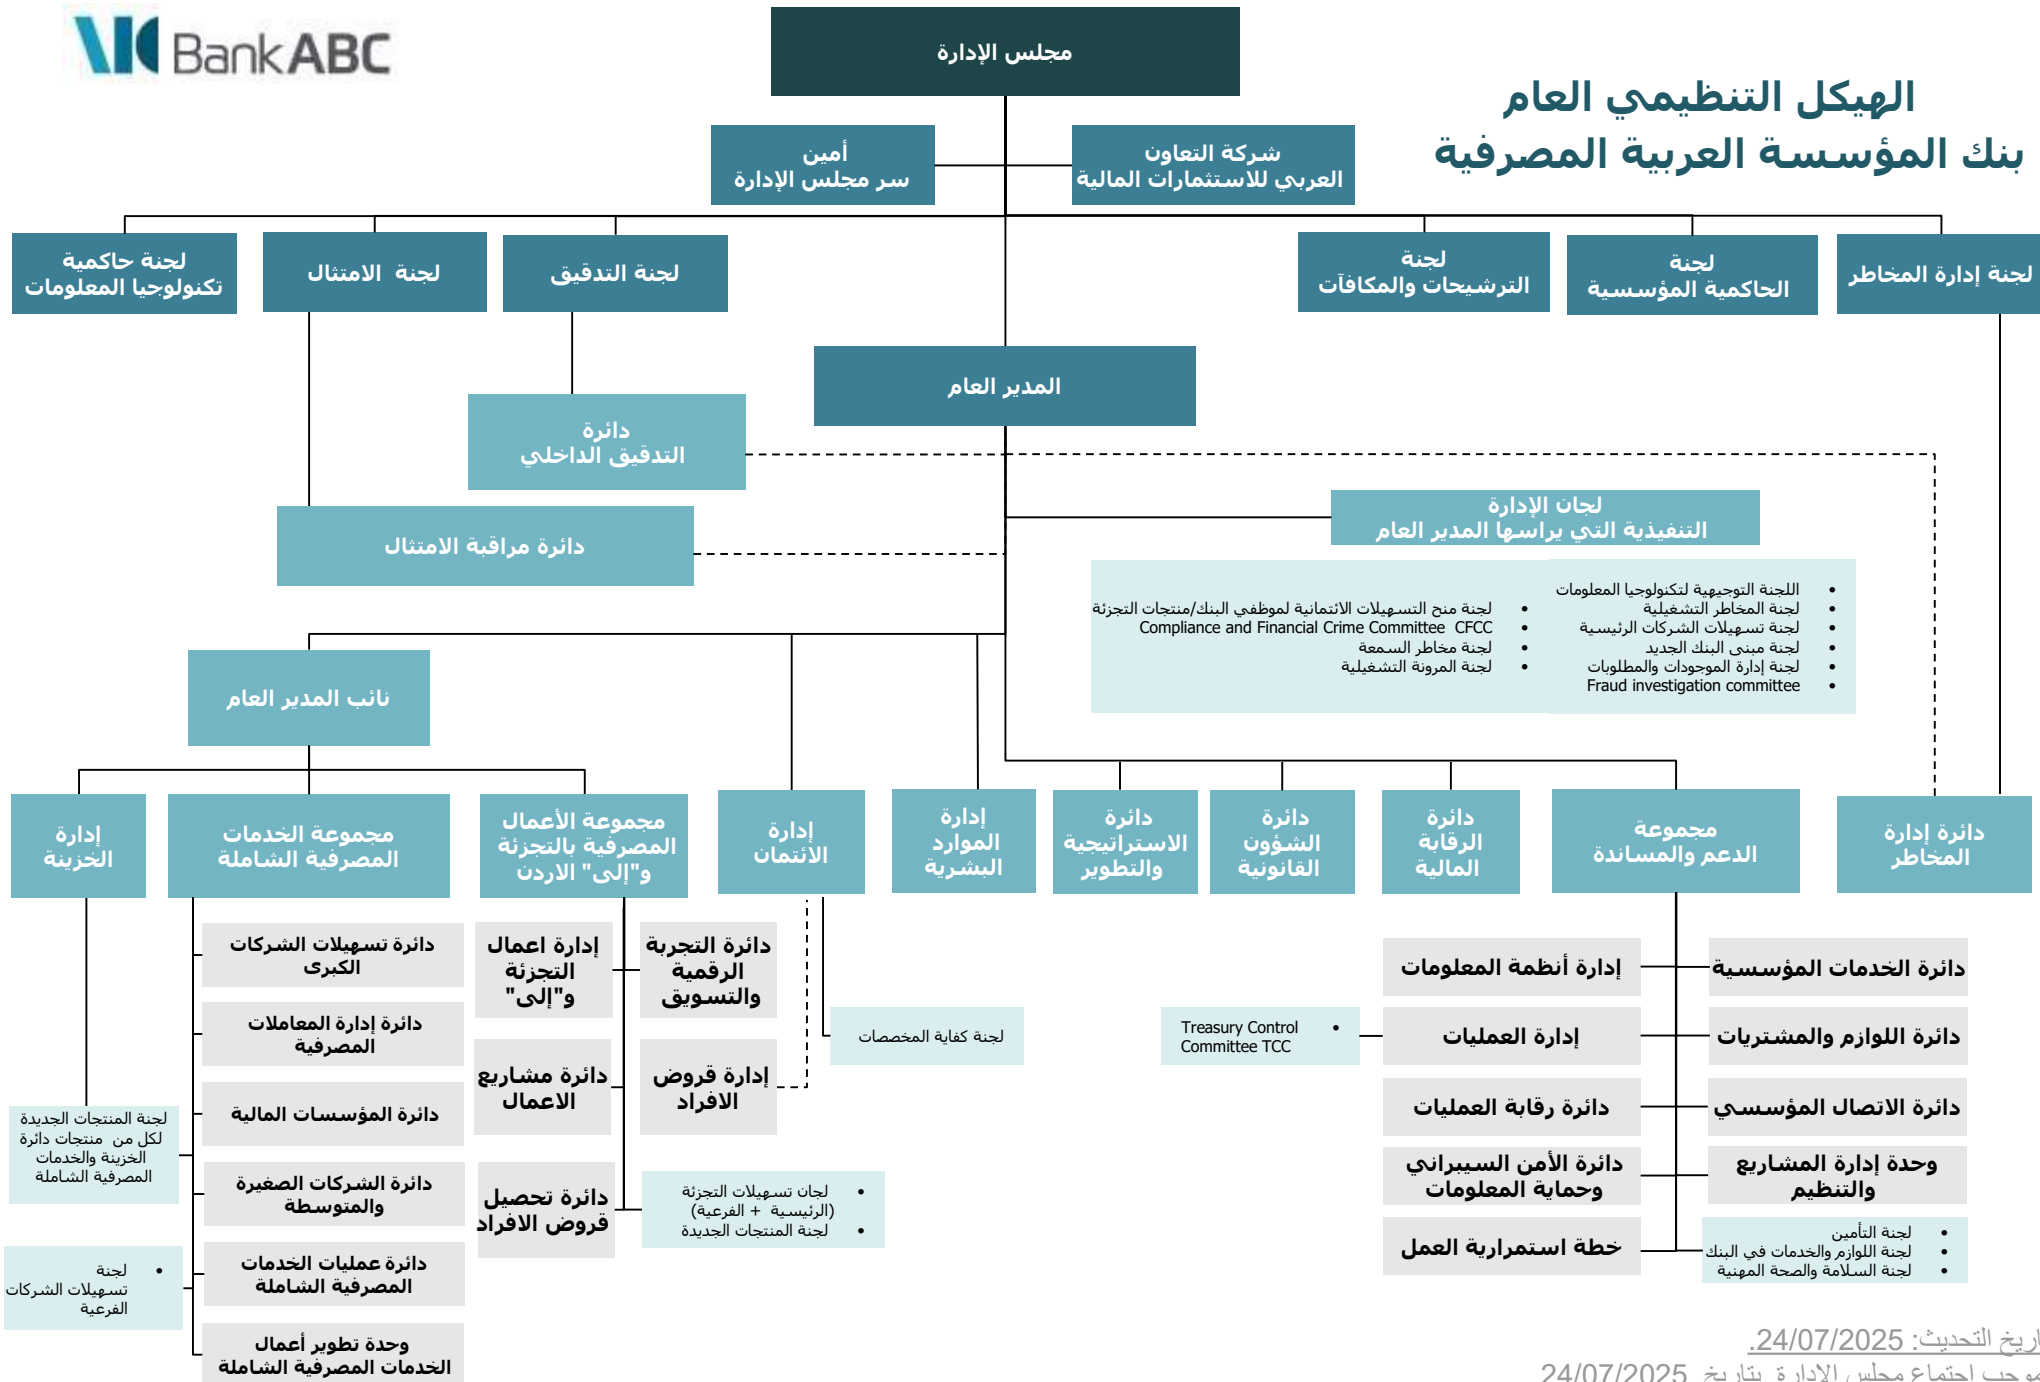 BankABC
الهيكل التنظيمي العام
بنك المؤسسة العربية المصرفية
مجلس الإدارة
شركة التعاون
العربي للاستثمارات المالية
أمين
سر مجلس الإدارة
لجنة إدارة المخاطر
لجنة
الحاكمية المؤسسية
لجنة
الترشيحات والمكافآت
لجنة التدقيق
لجنة الامتثال
لجنة حاكمية
تكنولوجيا المعلومات
المدير العام
دائرة
التدقيق الداخلي
دائرة مراقبة الامتثال
لجان الإدارة
التنفيذية التي يراسها المدير العام
• اللجنة التوجيهية لتكنولوجيا المعلومات
• لجنة المخاطر التشغيلية
• لجنة تسهيلات الشركات الرئيسية
• لجنة مبنى البنك الجديد
• لجنة إدارة الموجودات والمطلوبات
• Fraud investigation committee
• لجنة منح التسهيلات الائتمانية لموظفي البنك/منتجات التجزئة
• Compliance and Financial Crime Committee CFCC
• لجنة مخاطر السمعة
• لجنة المرونة التشغيلية
نائب المدير العام
دائرة إدارة
المخاطر
مجموعة
الدعم والمساندة
دائرة
الرقابة
المالية
دائرة
الشؤون
القانونية
دائرة
الاستراتيجية
والتطوير
إدارة
الموارد
البشرية
إدارة
الائتمان
مجموعة الأعمال
المصرفية بالتجزئة
و"إلى" الاردن
مجموعة الخدمات
المصرفية الشاملة
إدارة
الخزينة
دائرة الخدمات المؤسسية
دائرة اللوازم والمشتريات
دائرة الاتصال المؤسسي
وحدة إدارة المشاريع
والتنظيم
• لجنة التأمين
• لجنة اللوازم والخدمات في البنك
• لجنة السلامة والصحة المهنية
إدارة أنظمة المعلومات
إدارة العمليات
دائرة رقابة العمليات
دائرة الأمن السيبراني
وحماية المعلومات
خطة استمرارية العمل
• Treasury Control
Committee TCC
لجنة كفاية المخصصات
دائرة التجربة
الرقمية
والتسويق
إدارة قروض
الافراد
• لجان تسهيلات التجزئة
(الرئيسية + الفرعية)
• لجنة المنتجات الجديدة
إدارة اعمال
التجزئة
و"إلى"
دائرة مشاريع
الاعمال
دائرة تحصيل
قروض الافراد
دائرة تسهيلات الشركات
الكبرى
دائرة إدارة المعاملات
المصرفية
دائرة المؤسسات المالية
دائرة الشركات الصغيرة
والمتوسطة
دائرة عمليات الخدمات
المصرفية الشاملة
وحدة تطوير أعمال
الخدمات المصرفية الشاملة
لجنة المنتجات الجديدة
لكل من منتجات دائرة
الخزينة والخدمات
المصرفية الشاملة
• لجنة
تسهيلات الشركات
الفرعية
اريخ التحديث: 24/07/2025.
موجب اجتماع مجلس الادارة بتاريخ 24/07/2025